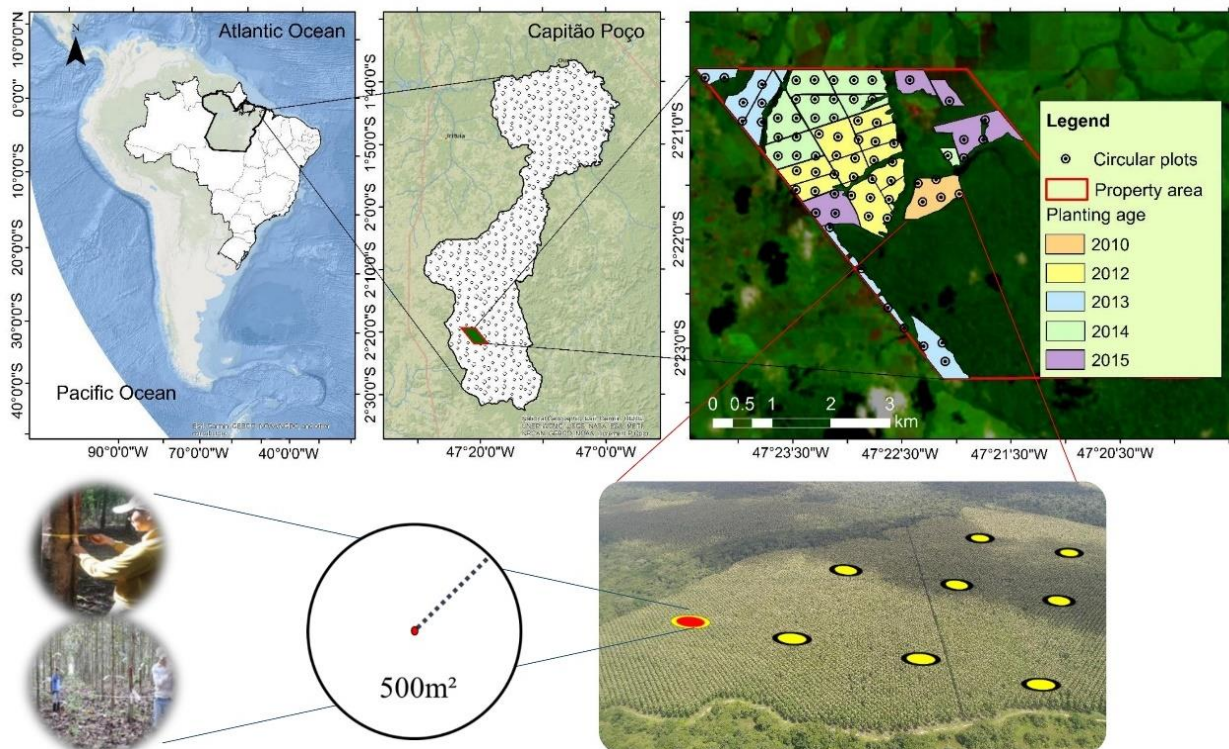 Atlantic Ocean
N
10°0'0"N
0°0'0"
10°0'0"S
20°0'0"S
30°0'0"S
40°0'0"S
Pacific Ocean
90°0'0"W
70°0'0"W
40°0'0"W
Capitão Poço
1°40'0"S
1°50'0"S
2°0'0"S
2°10'0"S
2°20'0"S
2°30'0"S
47°20'0"W
47°0'0"W
2°21'0"S
2°22'0"S
2°23'0"S
Legend
Circular plots
Property area
Planting age
2010
2012
2013
2014
2015
0 0.5 1 2 3
km
47°23'30"W
47°22'30"W
47°21'30"W
47°20'30"W
500m²